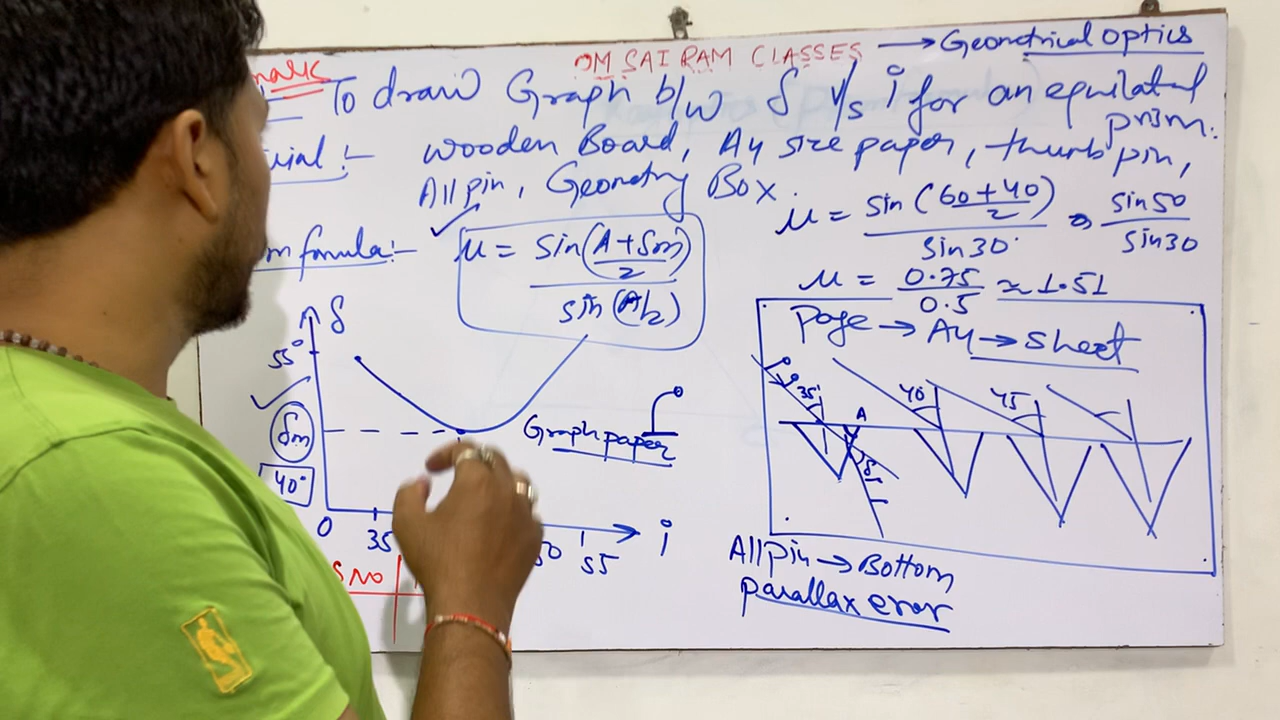 OM SAI RAM CLASSES → Geometrical optics
To draw Graph b/w δ v/s i for an equilateral
prism.
wooden Board, A4 size paper, thumb pin,
All pin, Geometry Box.
formula:-
μ = sin(A+δm/2) / sin(A/2)
μ = sin(60+40/2) / sin30° ⇒ sin50 / sin30
μ = 0.75 / 0.5 ≈ 1.51
Page → A4 → Sheet
δ
55°
δm
40°
0
35
55
i
Graph paper
35°
A
δ
40
45
All pin → Bottom
parallax error
S NO